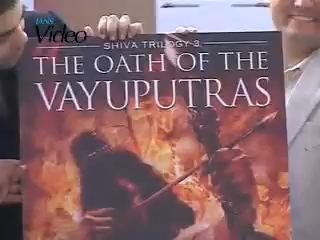 IANS
Video
SHIVA TRILOGY 3
THE OATH OF THE
VAYUPUTRAS